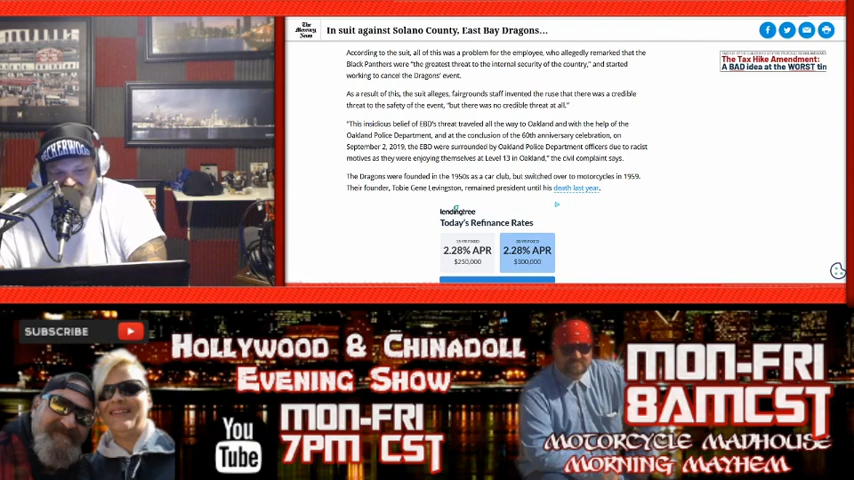 The
Mercury
News
In suit against Solano County, East Bay Dragons...
According to the suit, all of this was a problem for the employee, who allegedly remarked that the
Black Panthers were "the greatest threat to the internal security of the country," and started
working to cancel the Dragons' event.
As a result of this, the suit alleges, fairgrounds staff invented the ruse that there was a credible
threat to the safety of the event, "but there was no credible threat at all."
"This insidious belief of EBD's threat travelled all the way to Oakland and with the help of the
Oakland Police Department, and at the conclusion of the 60th anniversary celebration, on
September 2, 2019, the EBD were surrounded by Oakland Police Department officers due to racist
motives as they were enjoying themselves at Level 13 in Oakland," the civil complaint says.
The Dragons were founded in the 1950s as a car club, but switched over to motorcycles in 1959.
Their founder, Tobie Gene Levingston, remained president until his death last year.
The Tax Hike Amendment:
A BAD idea at the WORST tim
lendingtree
Today's Refinance Rates
2.28% APR
$250,000
2.28% APR
$300,000
PECKERWOOD
SUBSCRIBE
Hollywood & Chinadoll
Evening Show
You
Tube
MON-FRI
7PM CST
MON-FRI
8AMCST
MOTORCYCLE MADHOUSE
MORNING MAYHEM